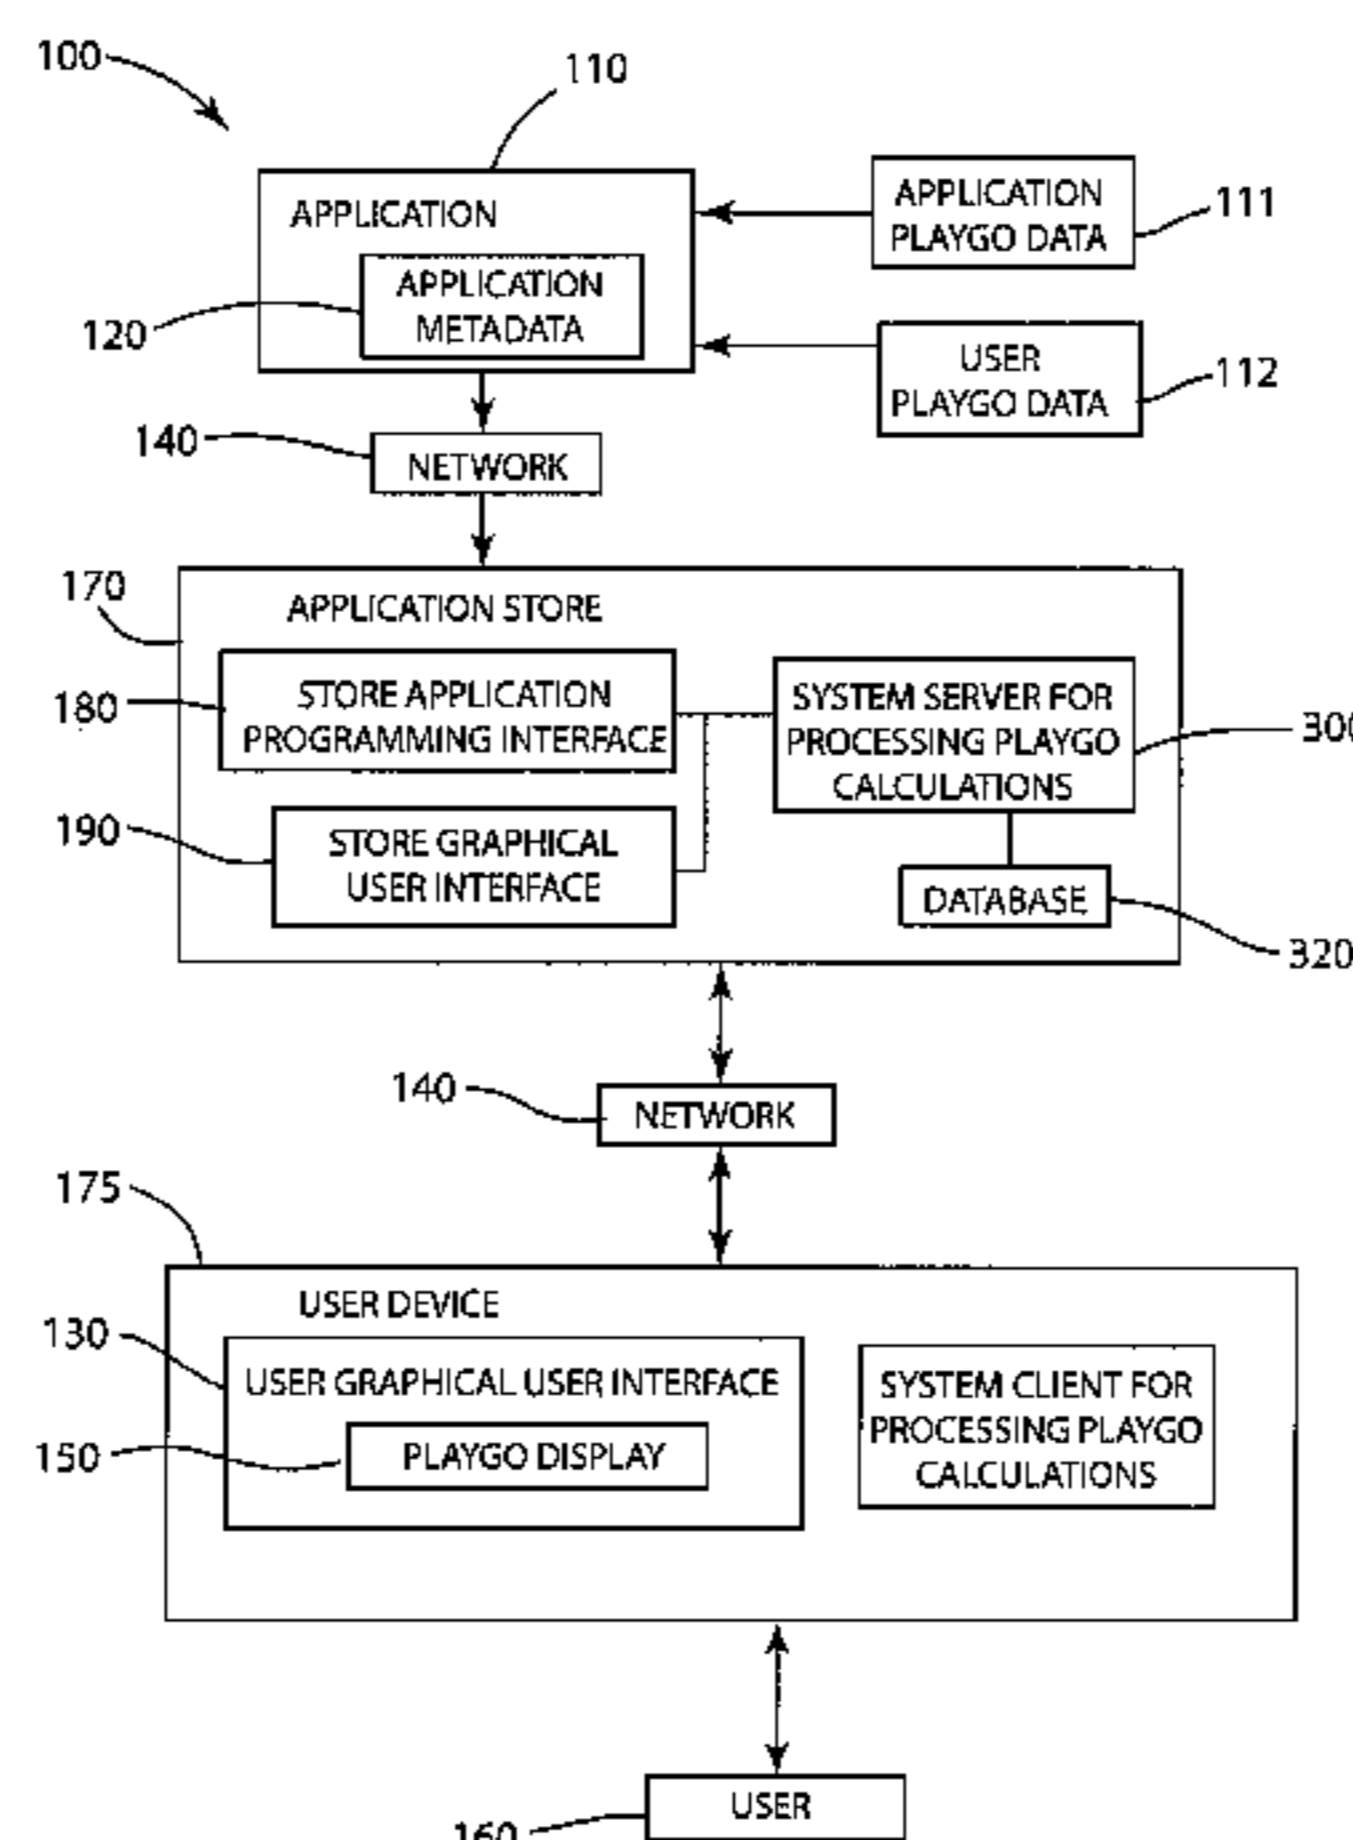 100
110
APPLICATION
APPLICATION
METADATA
120
APPLICATION
PLAYGO DATA
111
USER
PLAYGO DATA
112
140
NETWORK
170
APPLICATION STORE
180
STORE APPLICATION
PROGRAMMING INTERFACE
SYSTEM SERVER FOR
PROCESSING PLAYGO
CALCULATIONS
300
190
STORE GRAPHICAL
USER INTERFACE
DATABASE
320
140
NETWORK
175
USER DEVICE
130
USER GRAPHICAL USER INTERFACE
150
PLAYGO DISPLAY
SYSTEM CLIENT FOR
PROCESSING PLAYGO
CALCULATIONS
USER
160